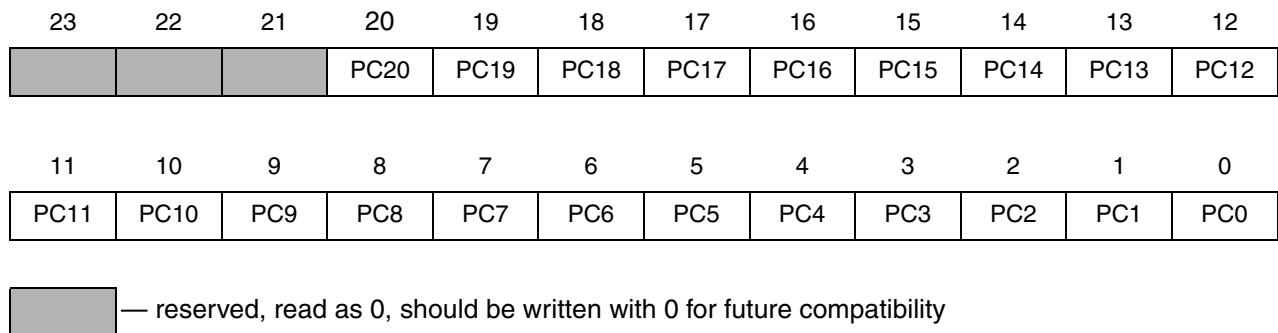 23 22 21 20 19 18 17 16 15 14 13 12
PC20 PC19 PC18 PC17 PC16 PC15 PC14 PC13 PC12
11 10 9 8 7 6 5 4 3 2 1 0
PC11 PC10 PC9 PC8 PC7 PC6 PC5 PC4 PC3 PC2 PC1 PC0
— reserved, read as 0, should be written with 0 for future compatibility